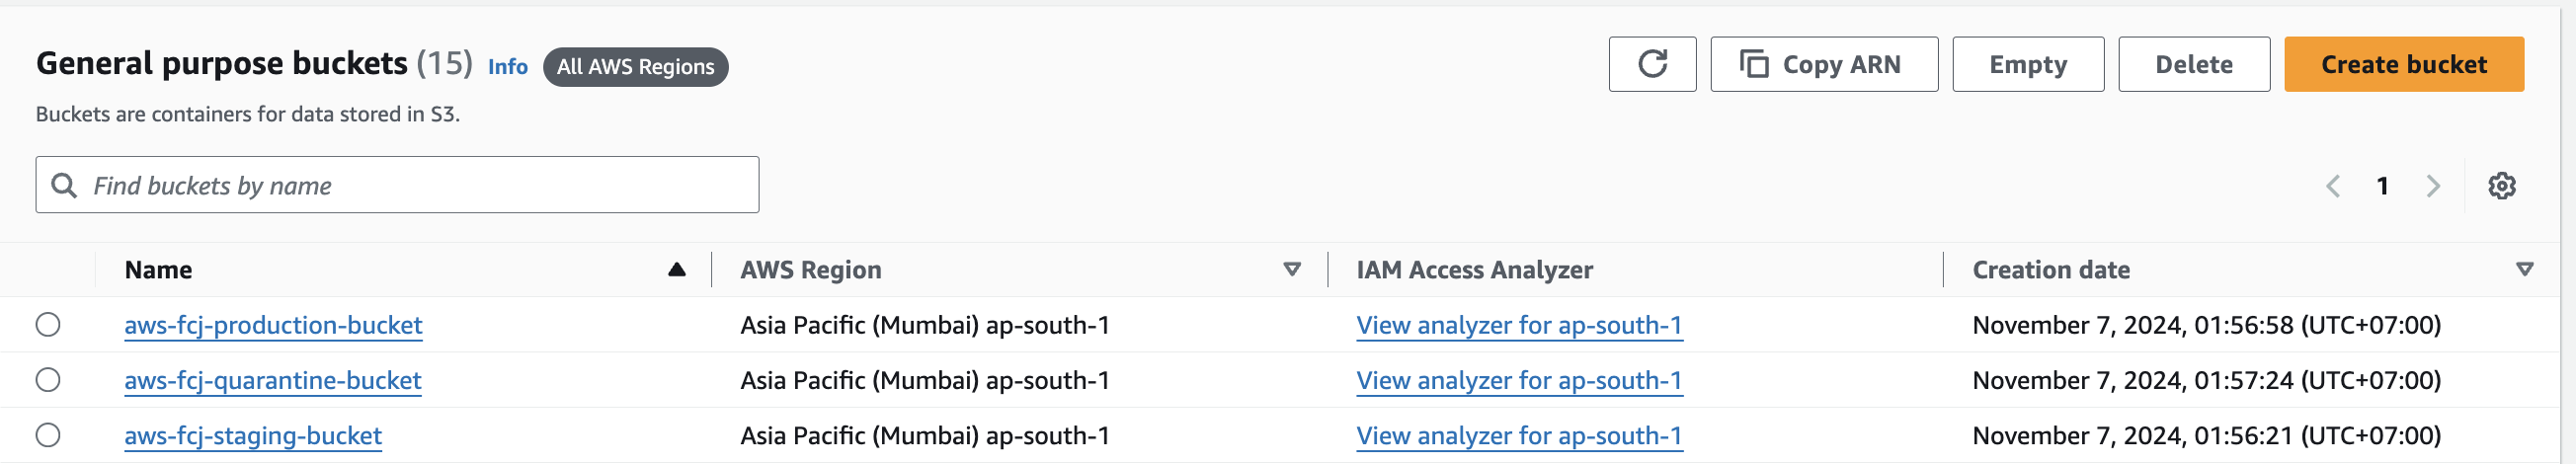 General purpose buckets (15) Info All AWS Regions
Copy ARN Empty Delete Create bucket
Buckets are containers for data stored in S3.
Find buckets by name
1
Name AWS Region IAM Access Analyzer Creation date
aws-fcj-production-bucket Asia Pacific (Mumbai) ap-south-1 View analyzer for ap-south-1 November 7, 2024, 01:56:58 (UTC+07:00)
aws-fcj-quarantine-bucket Asia Pacific (Mumbai) ap-south-1 View analyzer for ap-south-1 November 7, 2024, 01:57:24 (UTC+07:00)
aws-fcj-staging-bucket Asia Pacific (Mumbai) ap-south-1 View analyzer for ap-south-1 November 7, 2024, 01:56:21 (UTC+07:00)